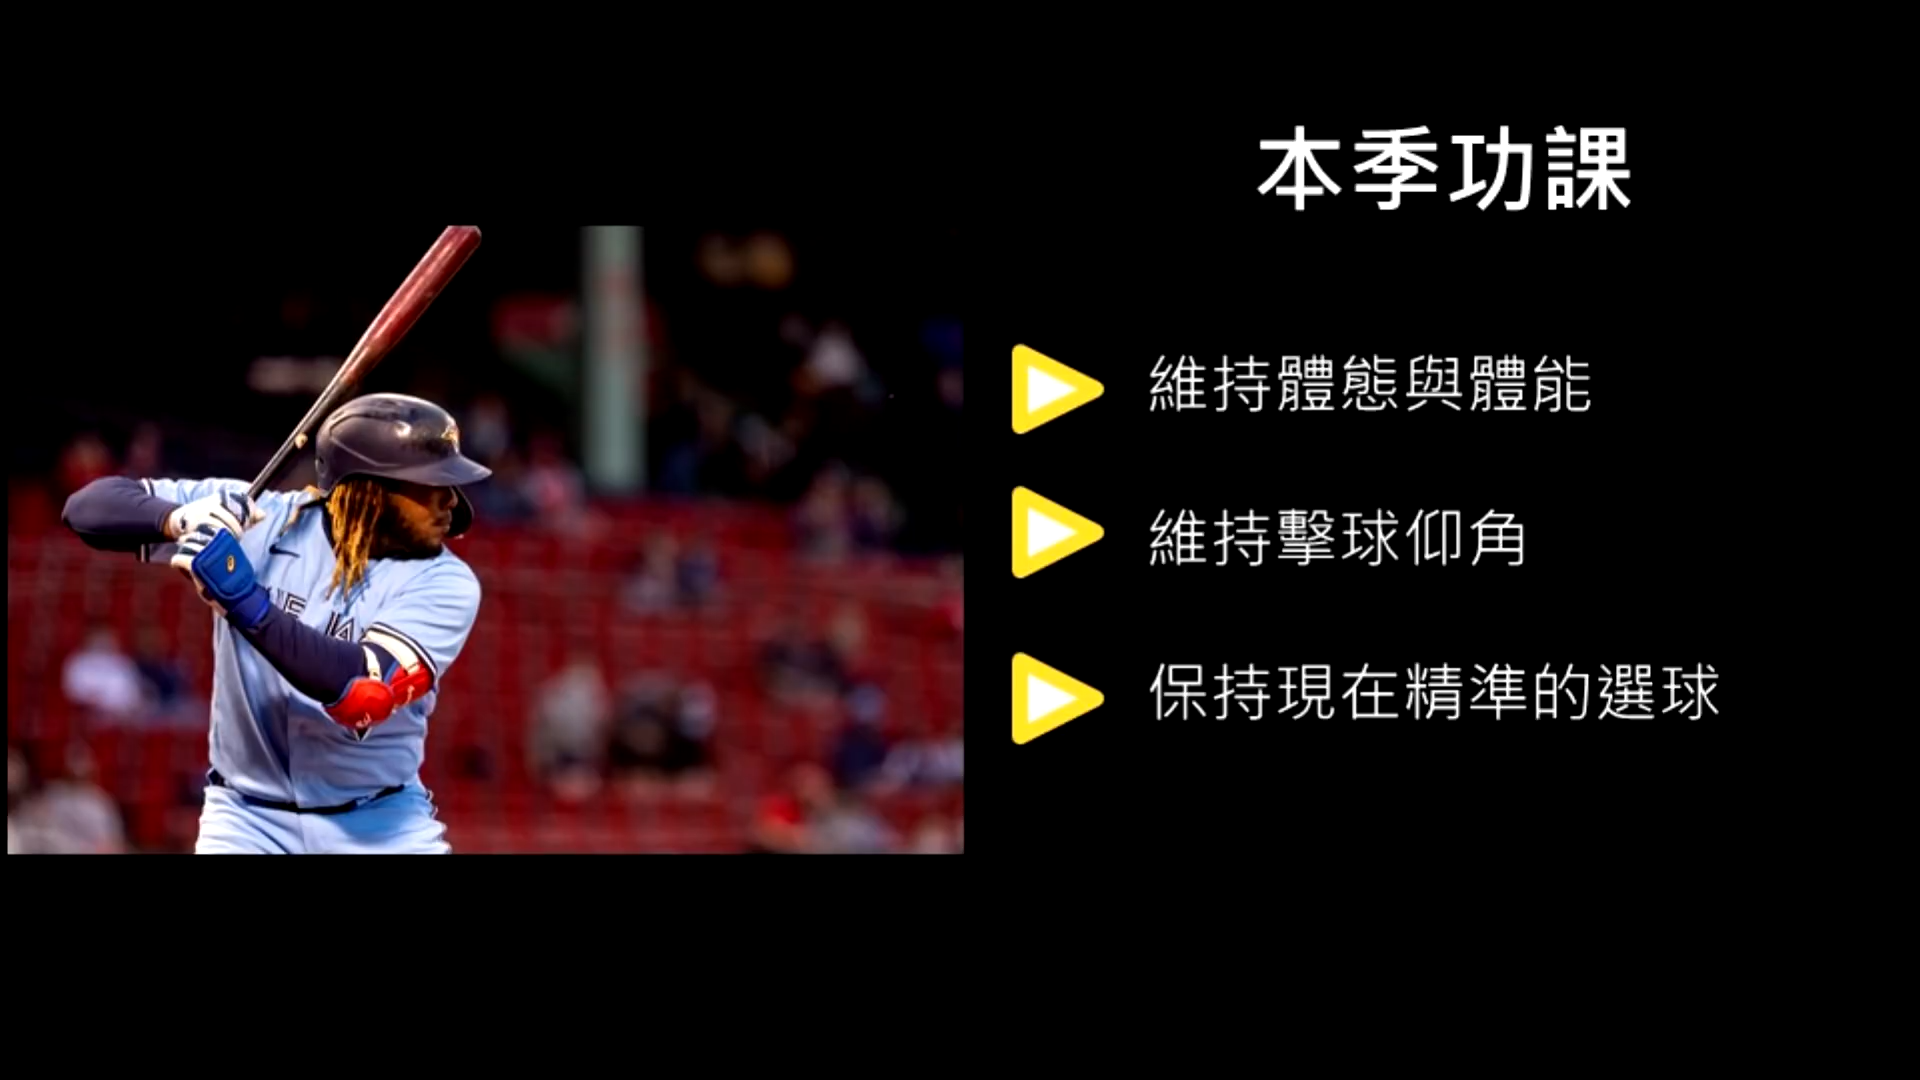 本季功課
維持體態與體能
維持擊球仰角
保持現在精準的選球